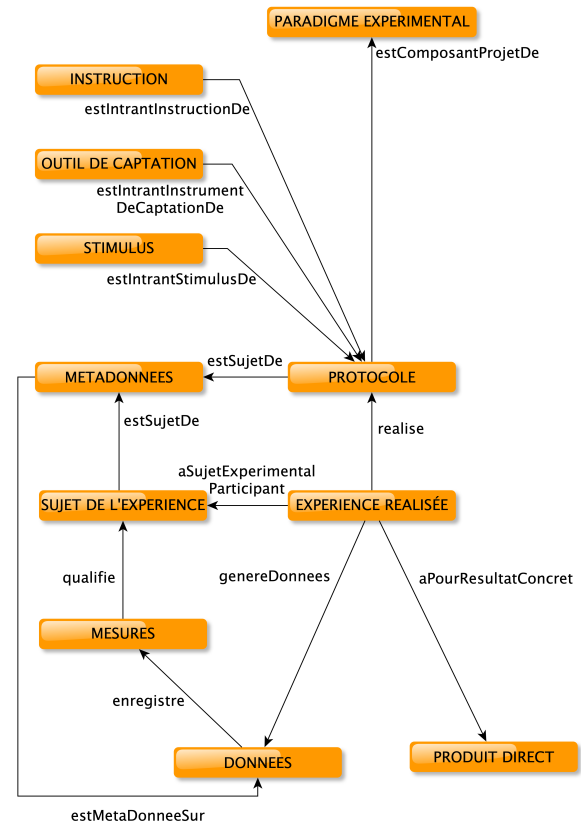 PARADIGME EXPERIMENTAL
estComposantProjetDe
INSTRUCTION
estIntrantInstructionDe
OUTIL DE CAPTATION
estIntrantInstrument
DeCaptationDe
STIMULUS
estIntrantStimulusDe
estSujetDe
METADONNEES
PROTOCOLE
estSujetDe
realise
aSujetExperimental
Participant
SUJET DE L'EXPERIENCE
EXPERIENCE REALISÉE
qualifie
genereDonnees
aPourResultatConcret
MESURES
enregistre
DONNEES
PRODUIT DIRECT
estMetaDonneeSur